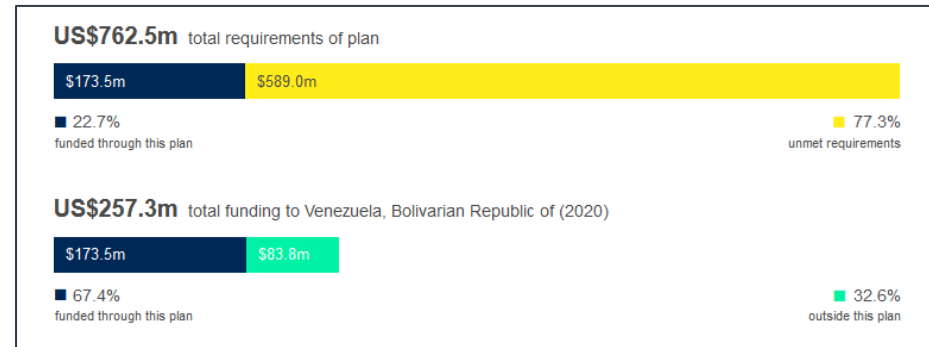 US$762.5m total requirements of plan
$173.5m $589.0m
22.7% 77.3%
funded through this plan unmet requirements
US$257.3m total funding to Venezuela, Bolivarian Republic of (2020)
$173.5m $83.8m
67.4% 32.6%
funded through this plan outside this plan